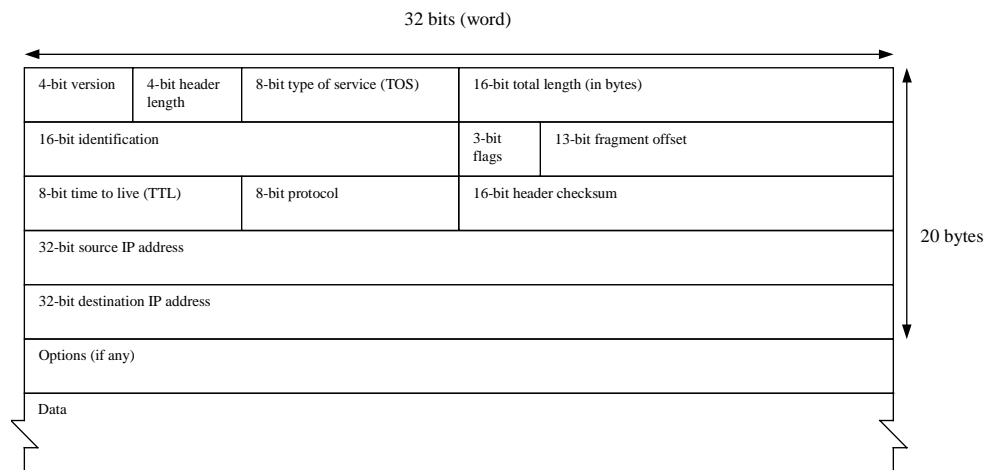 32 bits (word)
4-bit version
4-bit header
length
8-bit type of service (TOS)
16-bit total length (in bytes)
16-bit identification
3-bit
flags
13-bit fragment offset
8-bit time to live (TTL)
8-bit protocol
16-bit header checksum
20 bytes
32-bit source IP address
32-bit destination IP address
Options (if any)
Data